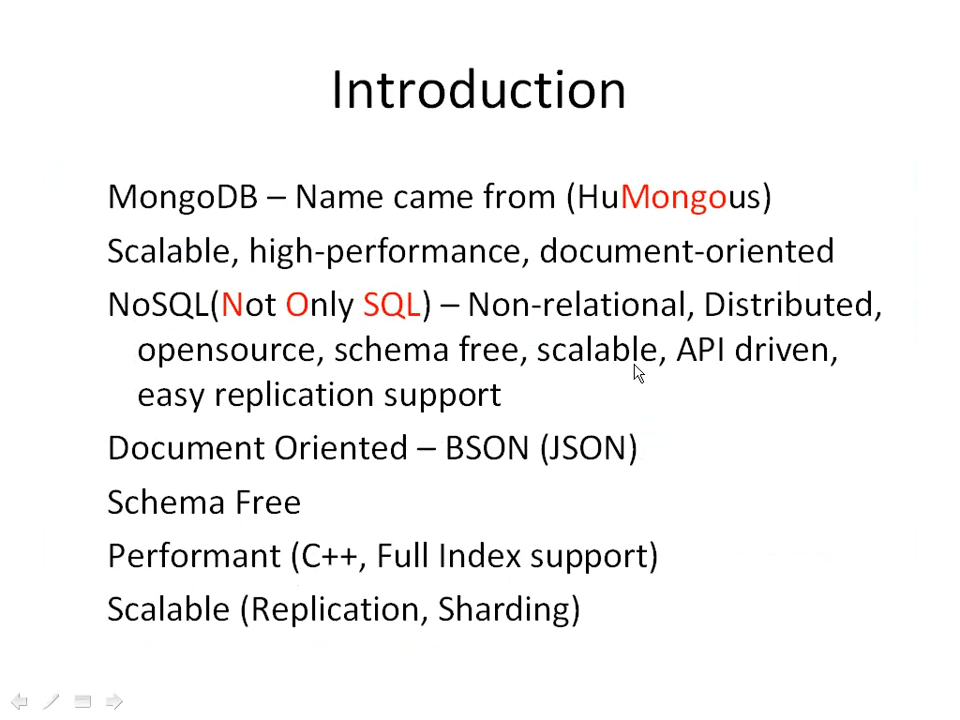 Introduction
MongoDB – Name came from (HuMongous)
Scalable, high-performance, document-oriented
NoSQL(Not Only SQL) – Non-relational, Distributed,
opensource, schema free, scalable, API driven,
easy replication support
Document Oriented – BSON (JSON)
Schema Free
Performant (C++, Full Index support)
Scalable (Replication, Sharding)